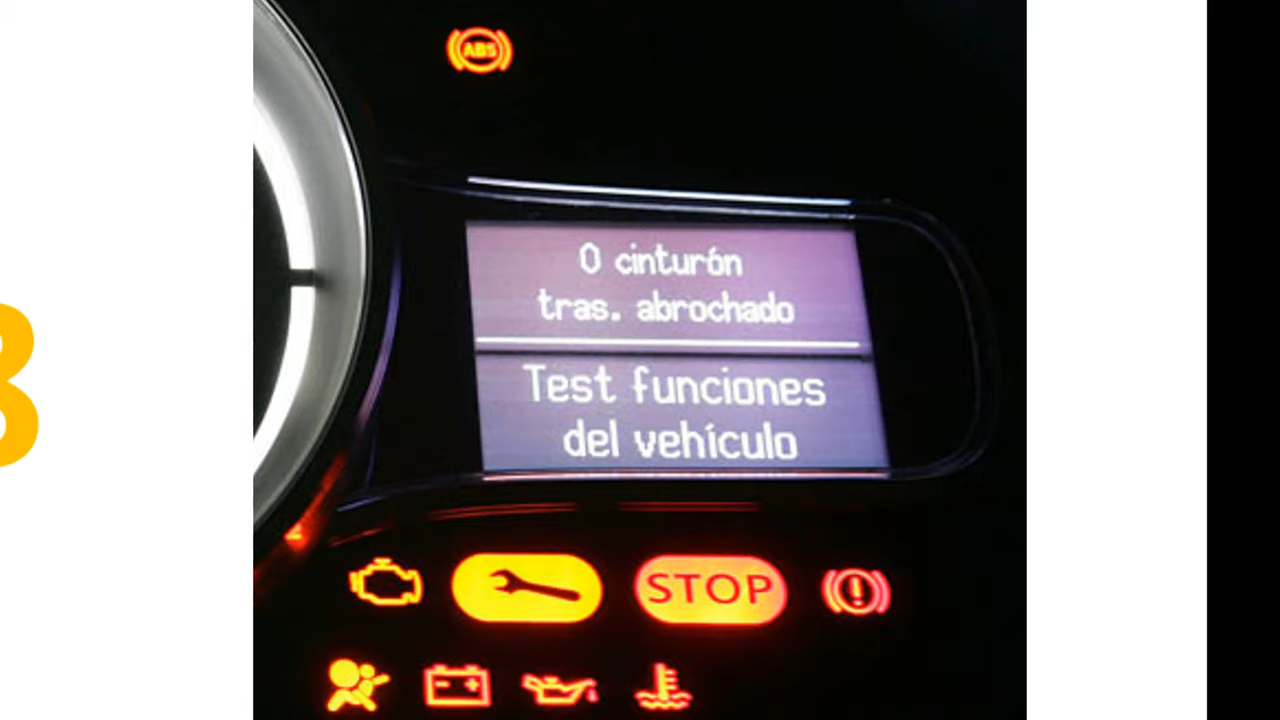 ABS
0 cinturón
tras. abrochado
Test funciones
del vehículo
STOP